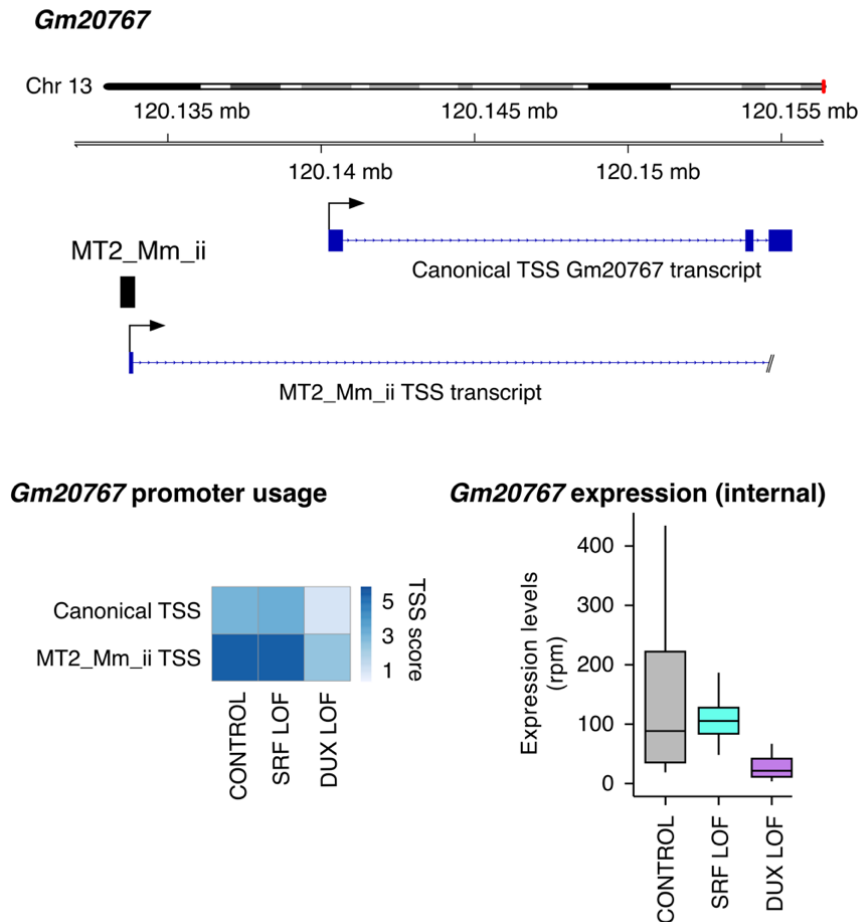 Gm20767
Chr 13
120.135 mb
120.145 mb
120.155 mb
120.14 mb
120.15 mb
MT2_Mm_ii
Canonical TSS Gm20767 transcript
MT2_Mm_ii TSS transcript
Gm20767 promoter usage
Canonical TSS
MT2_Mm_ii TSS
CONTROL
SRF LOF
DUX LOF
5
3
1
TSS score
Gm20767 expression (internal)
Expression levels
(rpm)
400
300
200
100
0
CONTROL
SRF LOF
DUX LOF